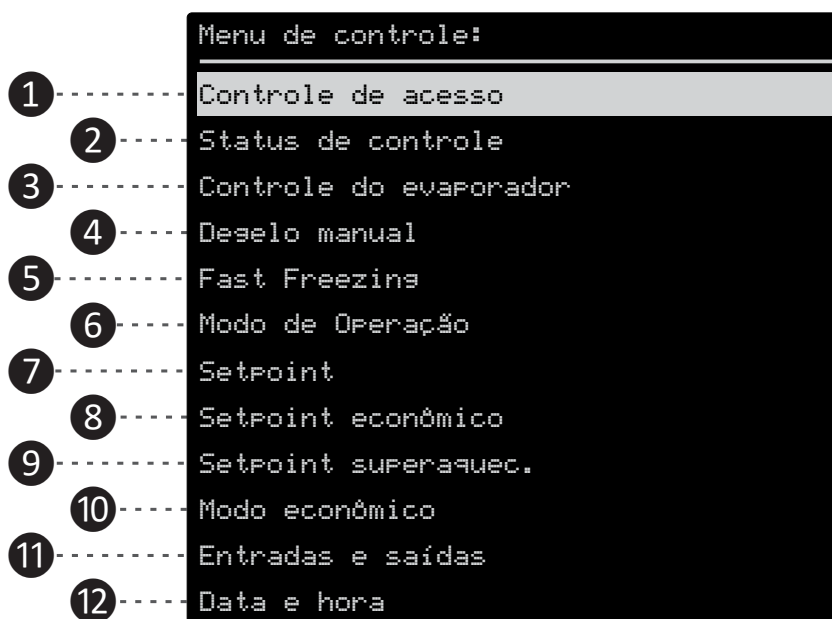 Menu de controle:
1 Controle de acesso
2 Status de controle
3 Controle do evaporador
4 Degelo manual
5 Fast Freezing
6 Modo de Operação
7 Setpoint
8 Setpoint econômico
9 Setpoint superaquec.
10 Modo econômico
11 Entradas e saídas
12 Data e hora